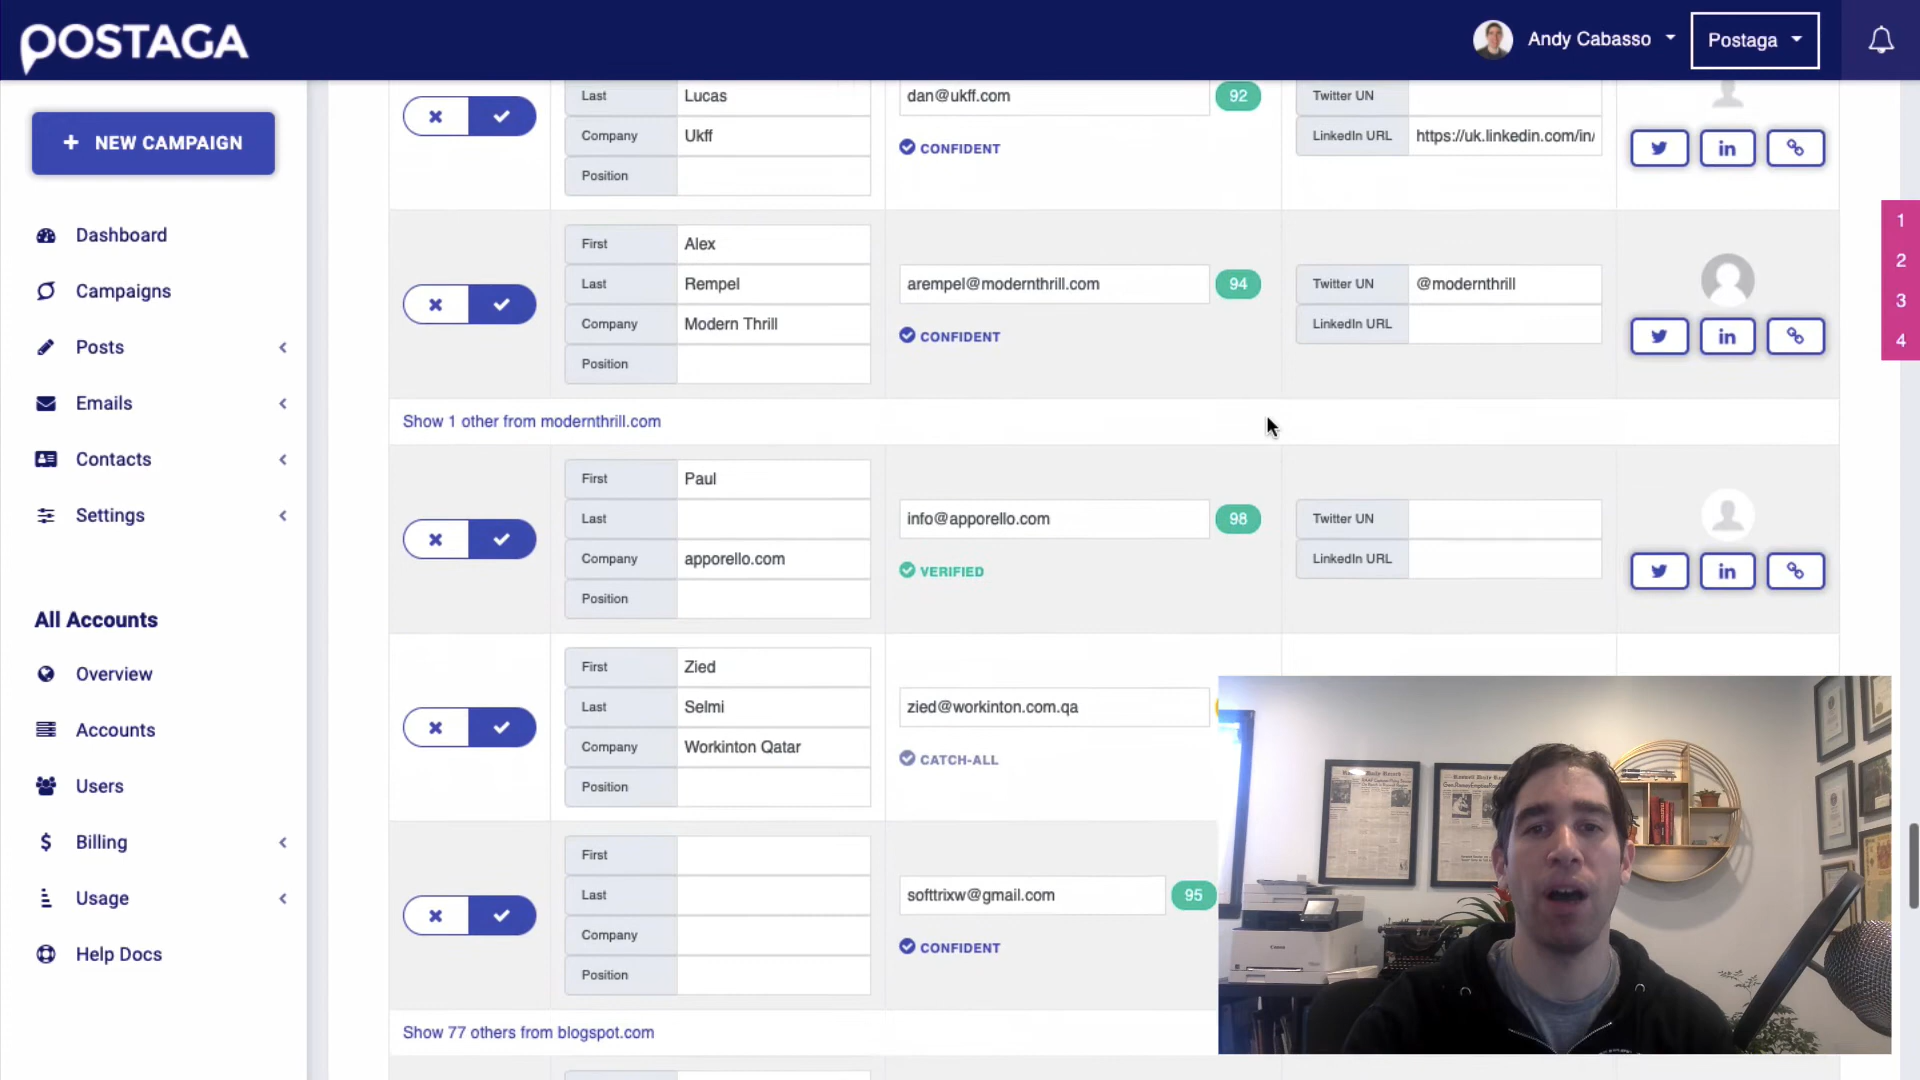 POSTAGA
Andy Cabasso
Postaga
+ NEW CAMPAIGN
Dashboard
Campaigns
Posts
Emails
Contacts
Settings
All Accounts
Overview
Accounts
Users
Billing
Usage
Help Docs
Last Lucas
Company Ukff
Position
dan@ukff.com 92
CONFIDENT
Twitter UN
LinkedIn URL https://uk.linkedin.com/in/
First Alex
Last Rempel
Company Modern Thrill
Position
arempel@modernthrill.com 94
CONFIDENT
Twitter UN @modernthrill
LinkedIn URL
Show 1 other from modernthrill.com
First Paul
Last
Company apporello.com
Position
info@apporello.com 98
VERIFIED
Twitter UN
LinkedIn URL
First Zied
Last Selmi
Company Workinton Qatar
Position
zied@workinton.com.qa
CATCH-ALL
First
Last
Company
Position
softtrixw@gmail.com 95
CONFIDENT
Show 77 others from blogspot.com
1
2
3
4
Roswell Daily Record
Canon